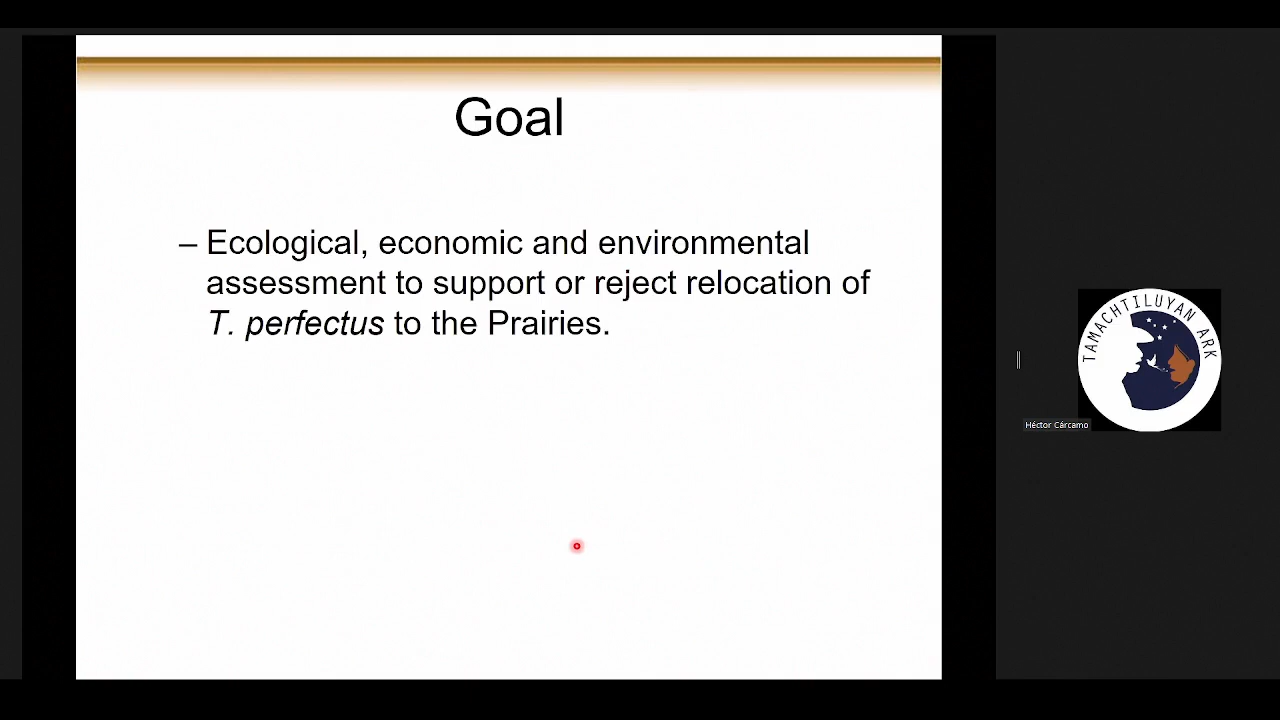 Goal
– Ecological, economic and environmental
assessment to support or reject relocation of
T. perfectus to the Prairies.
TAMACHTILUYAN ARK
Héctor Cárcamo